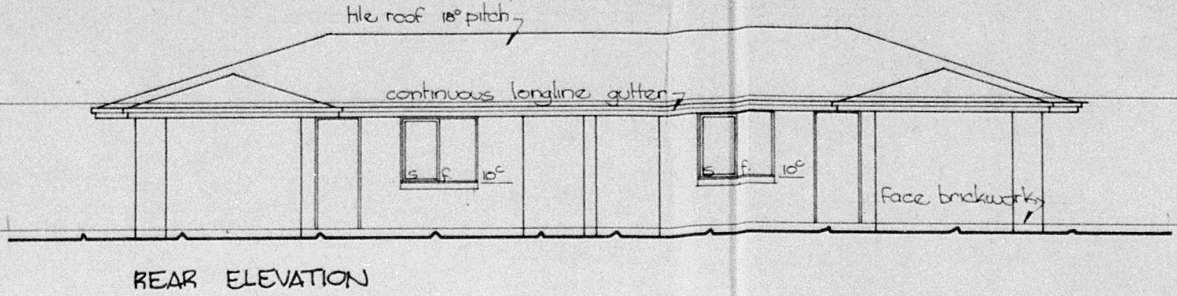 tile roof 18° pitch
continuous longline gutter
s f. 10c
s f. 10c
face brickwork
REAR ELEVATION